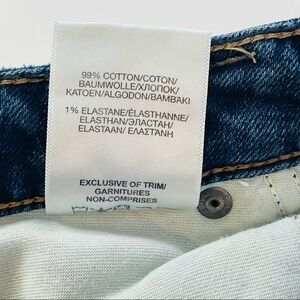 99% COTTON/COTON/
BAUMWOLLE/ХЛОПОК/
KATOEN/ALGODON/ΒΑΜΒΑΚΙ
1% ELASTANE/ÉLASTHANNE/
ELASTHAN/ЭЛАСТАН/
ELASTAAN/ ΕΛΑΣΤΑΝΗ
EXCLUSIVE OF TRIM/
GARNITURES
NON-COMPRISES